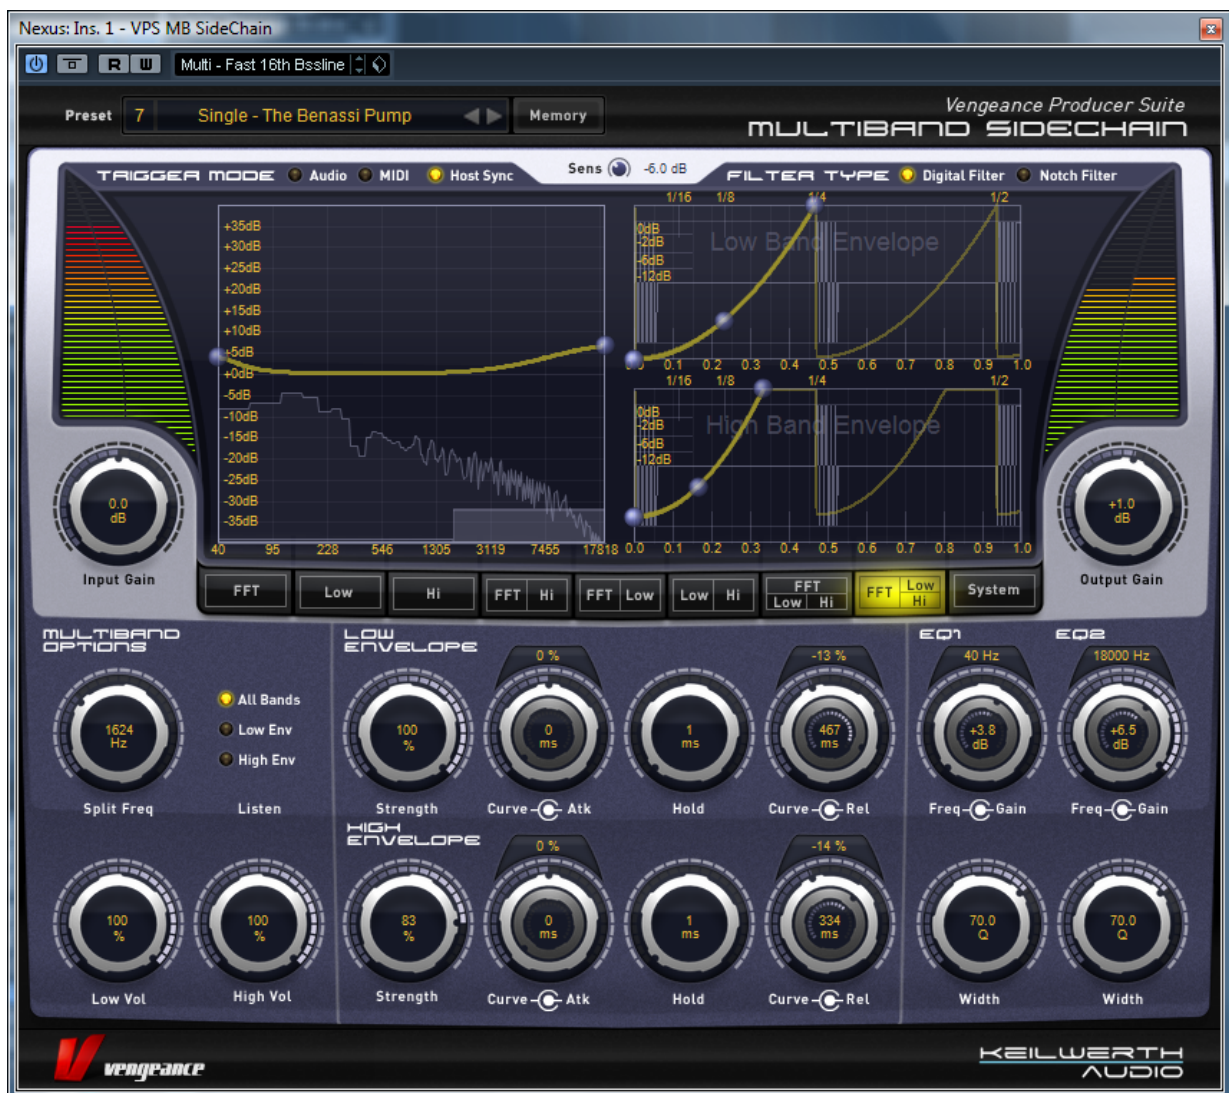 Nexus: Ins. 1 - VPS MB SideChain
R W Multi - Fast 16th Bssline
Preset 7 Single - The Benassi Pump Memory
Vengeance Producer Suite
MULTIBAND SIDECHAIN
TRIGGER MODE Audio MIDI Host Sync
Sens -6.0 dB
FILTER TYPE Digital Filter Notch Filter
+35dB
+30dB
+25dB
+20dB
+15dB
+10dB
+5dB
+0dB
-5dB
-10dB
-15dB
-20dB
-25dB
-30dB
-35dB
40 95 228 546 1305 3119 7455 17818
1/16 1/8 1/4 1/2
0dB
-2dB
-6dB
-12dB
Low Band Envelope
0.0 0.1 0.2 0.3 0.4 0.5 0.6 0.7 0.8 0.9 1.0
1/16 1/8 1/4 1/2
0dB
-2dB
-6dB
-12dB
High Band Envelope
0.0 0.1 0.2 0.3 0.4 0.5 0.6 0.7 0.8 0.9 1.0
0.0
dB
Input Gain
+1.0
dB
Output Gain
FFT
Low
Hi
FFT Hi
FFT Low
Low Hi
FFT
Low Hi
FFT Low
Hi
System
MULTIBAND
OPTIONS
1624
Hz
Split Freq
All Bands
Low Env
High Env
Listen
100
%
Low Vol
100
%
High Vol
LOW
ENVELOPE
100
%
Strength
0 %
0
ms
Curve Atk
1
ms
Hold
-13 %
467
ms
Curve Rel
HIGH
ENVELOPE
83
%
Strength
0 %
0
ms
Curve Atk
1
ms
Hold
-14 %
334
ms
Curve Rel
EQ1
40 Hz
+3.8
dB
Freq Gain
EQ2
18000 Hz
+6.5
dB
Freq Gain
70.0
Q
Width
70.0
Q
Width
V vengeance
KEILWERTH
AUDIO